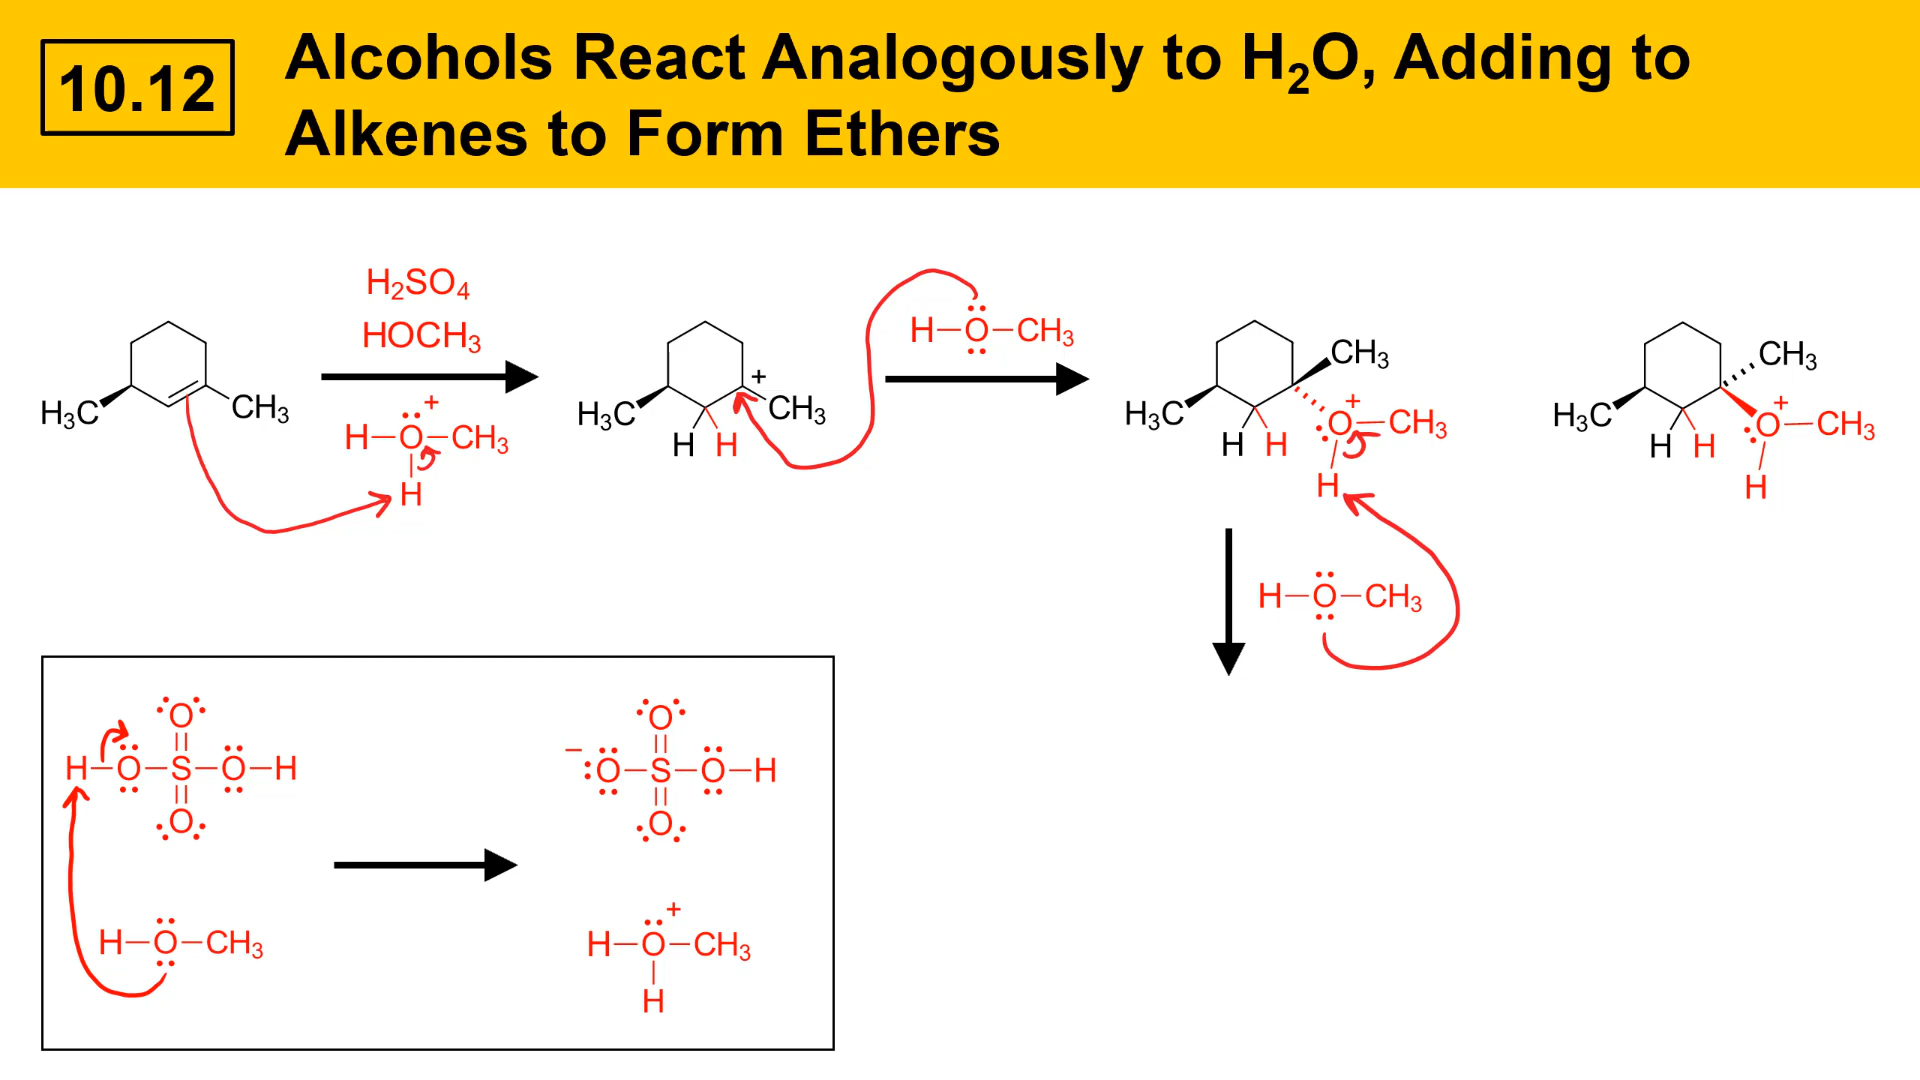 10.12
Alcohols React Analogously to H₂O, Adding to
Alkenes to Form Ethers
H₂SO₄
HOCH₃
H₃C
CH₃
H–O–CH₃
+
H
H₃C
+
CH₃
H H
H–O–CH₃
H₃C
CH₃
+
O–CH₃
H H
H
H₃C
CH₃
+
O–CH₃
H H
H
H–O–CH₃
O
H–O–S–O–H
O
H–O–CH₃
O
− O–S–O–H
O
+
H–O–CH₃
H